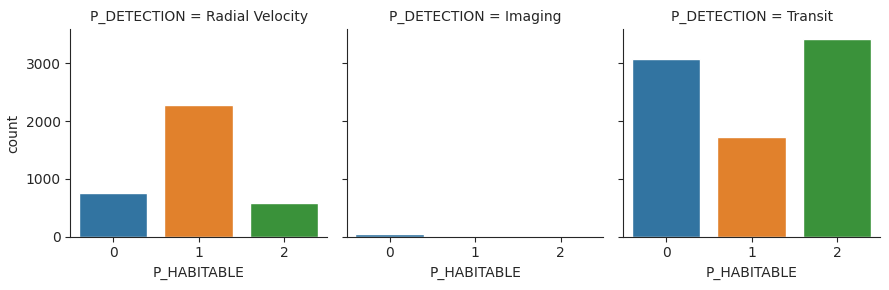 P_DETECTION = Radial Velocity
P_DETECTION = Imaging
P_DETECTION = Transit
count
3000
2000
1000
0
0 1 2
0 1 2
0 1 2
P_HABITABLE
P_HABITABLE
P_HABITABLE